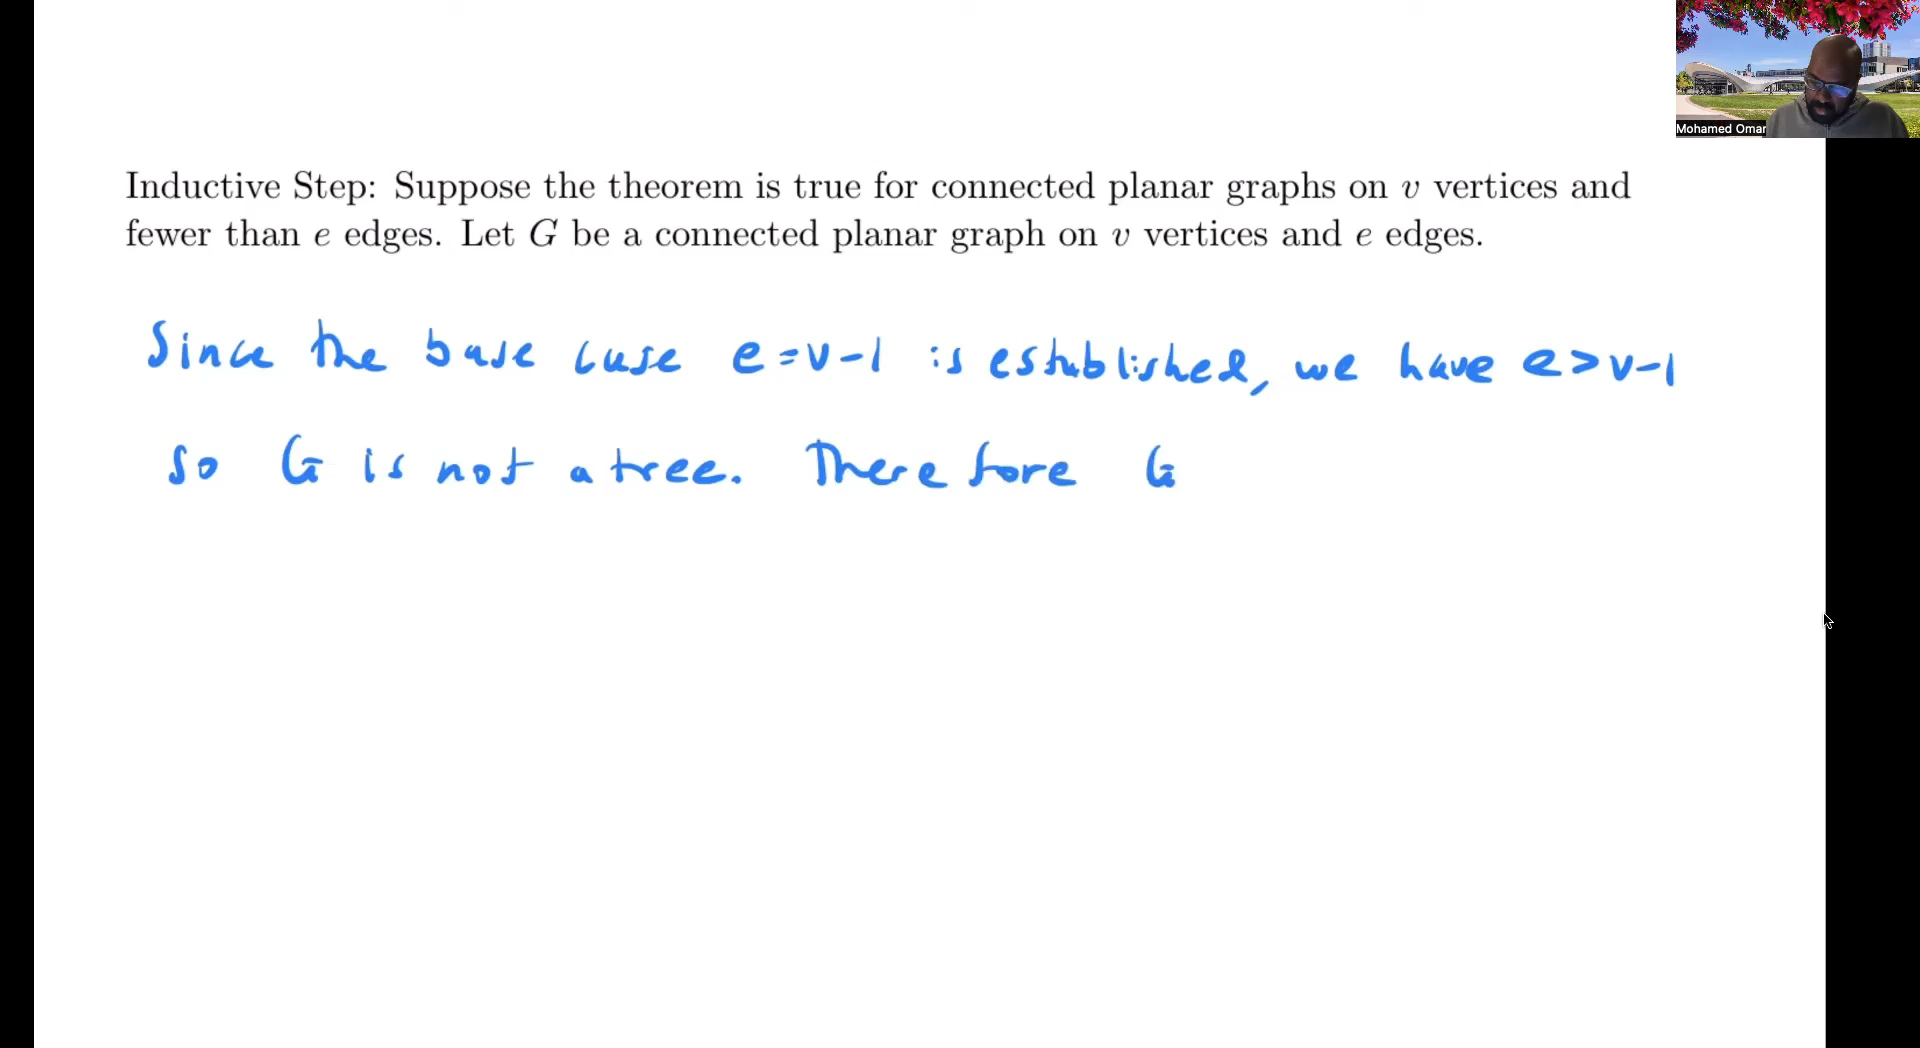 Mohamed Omar
Inductive Step: Suppose the theorem is true for connected planar graphs on v vertices and
fewer than e edges. Let G be a connected planar graph on v vertices and e edges.
Since the base case e=v-1 is established, we have e>v-1
so G is not a tree. Therefore G